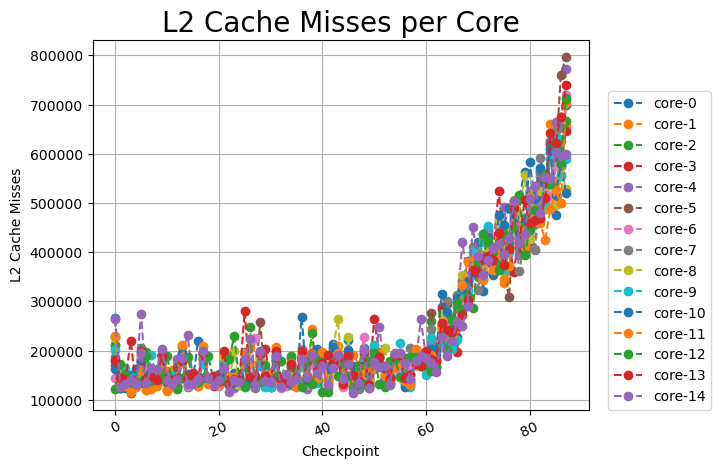 L2 Cache Misses per Core
800000
700000
600000
500000
400000
300000
200000
100000
L2 Cache Misses
0
20
40
60
80
Checkpoint
core-0
core-1
core-2
core-3
core-4
core-5
core-6
core-7
core-8
core-9
core-10
core-11
core-12
core-13
core-14